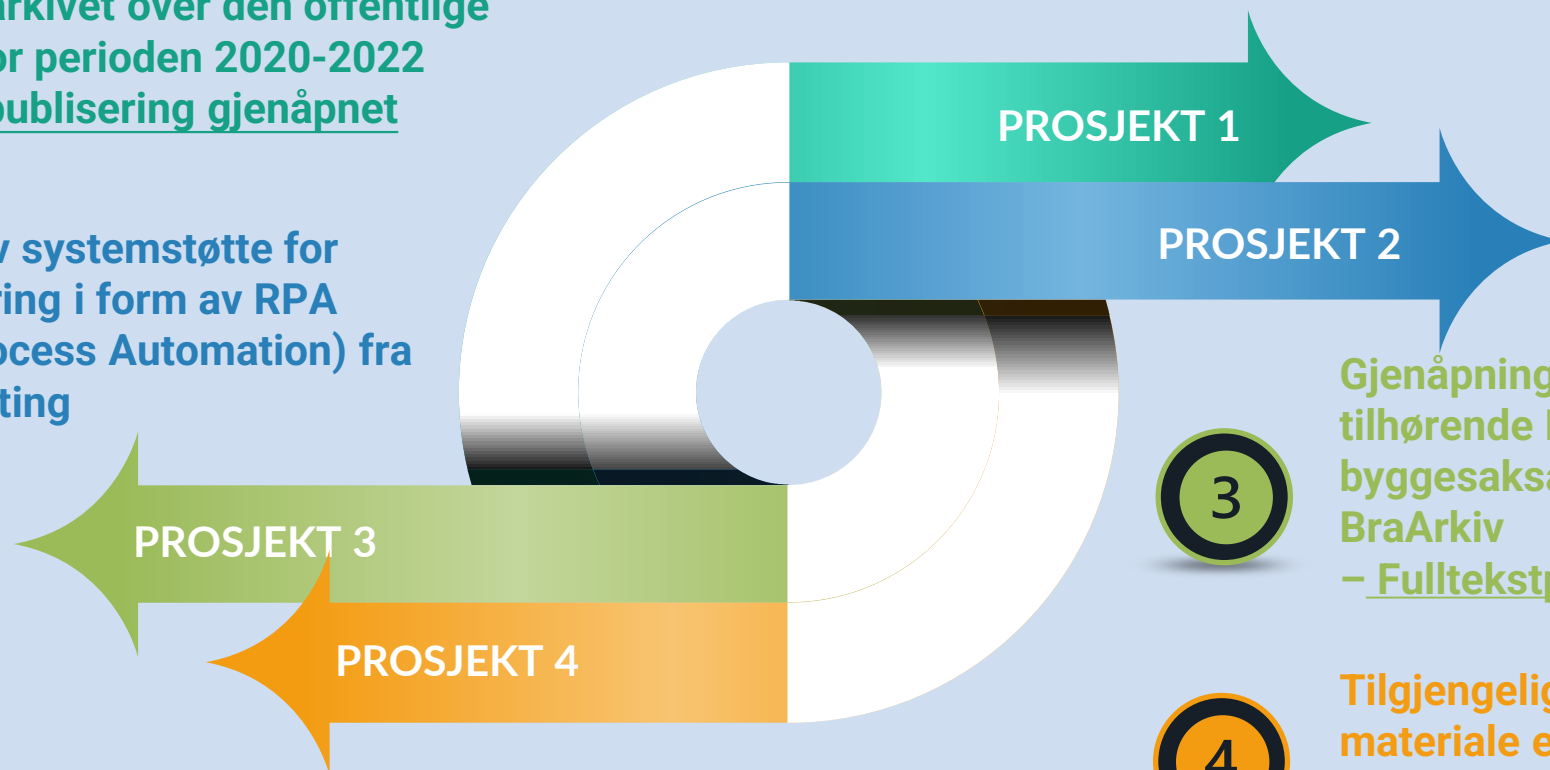 arkivet over den offentlige
or perioden 2020-2022
publisering gjenåpnet
systemstøtte for
ring i form av RPA
ocess Automation) fra
ting
PROSJEKT 1
PROSJEKT 2
PROSJEKT 3
PROSJEKT 4
3
Gjenåpning
tilhørende
byggesaksa
BraArkiv
– Fulltekstp
4
Tilgjengelig
materiale e